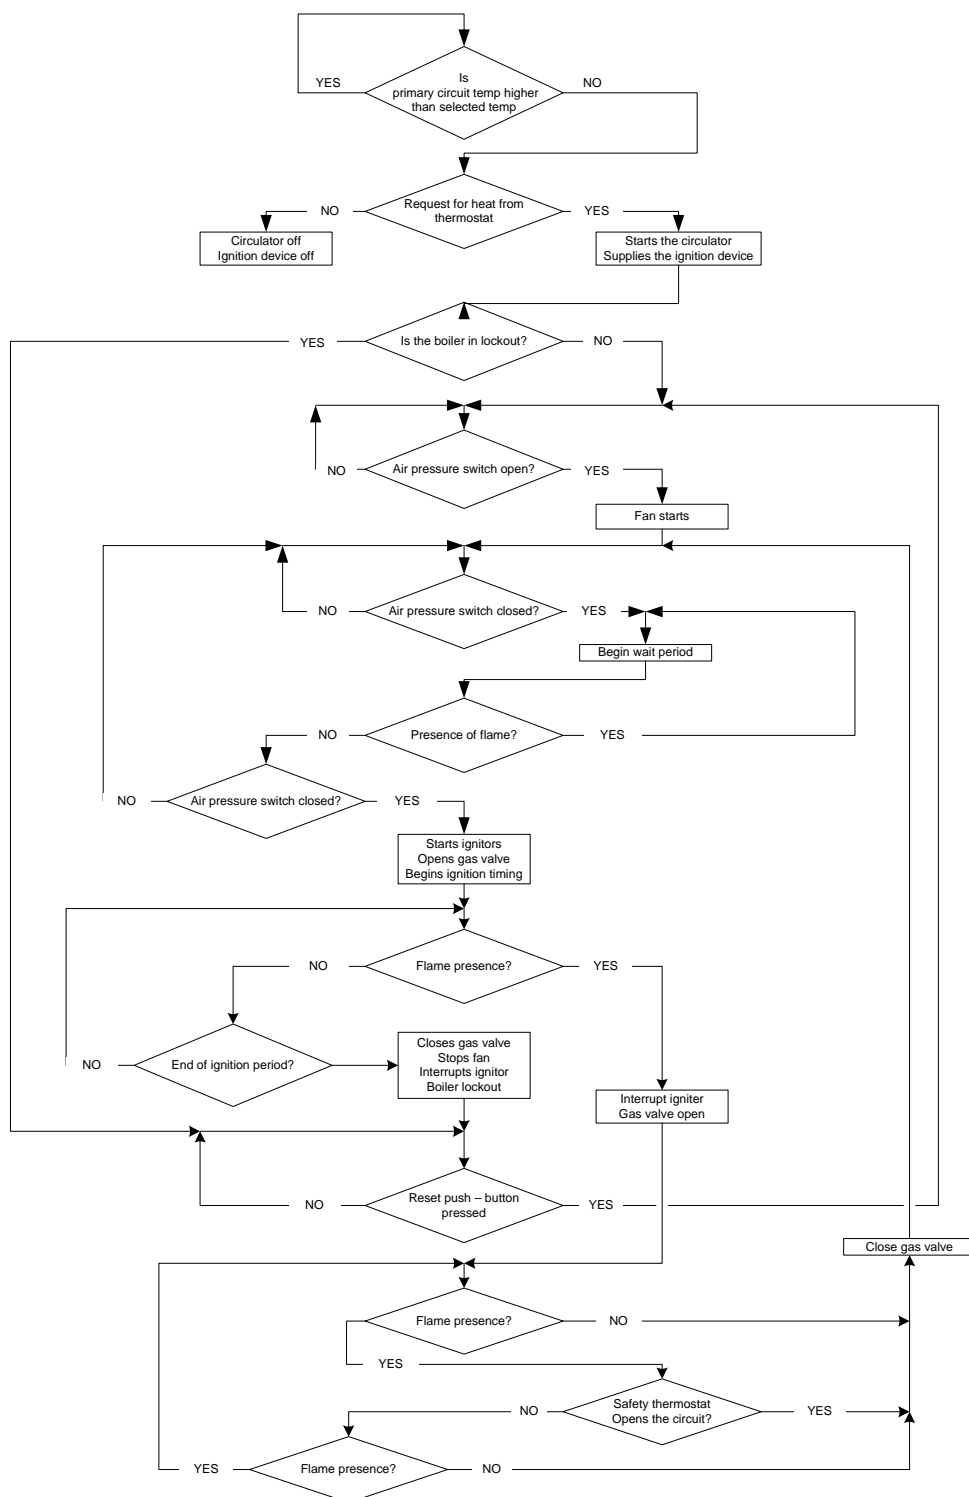 Is
primary circuit temp higher
than selected temp
YES
NO
Request for heat from
thermostat
NO
YES
Circulator off
Ignition device off
Starts the circulator
Supplies the ignition device
YES
Is the boiler in lockout?
NO
NO
Air pressure switch open?
YES
Fan starts
NO
Air pressure switch closed?
YES
Begin wait period
NO
Presence of flame?
YES
NO
Air pressure switch closed?
YES
Starts ignitors
Opens gas valve
Begins ignition timing
NO
Flame presence?
YES
NO
End of ignition period?
Closes gas valve
Stops fan
Interrupts ignitor
Boiler lockout
Interrupt igniter
Gas valve open
NO
Reset push – button
pressed
YES
Close gas valve
Flame presence?
NO
YES
NO
Safety thermostat
Opens the circuit?
YES
YES
Flame presence?
NO